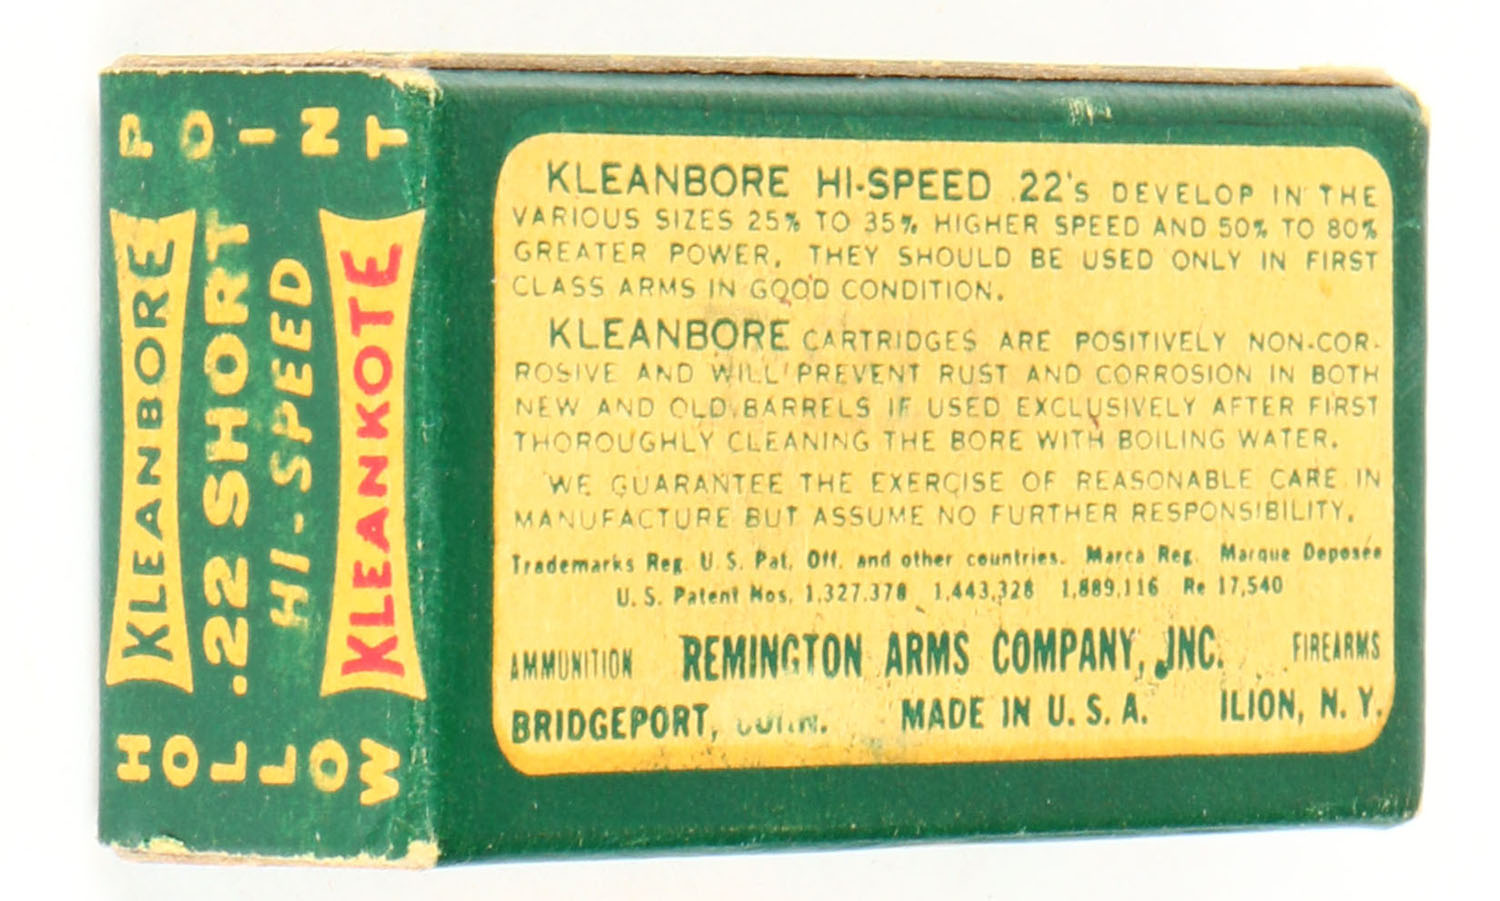 HOLLOW POINT
KLEANBORE
.22 SHORT
HI-SPEED
KLEANKOTE
KLEANBORE HI-SPEED .22's DEVELOP IN THE
VARIOUS SIZES 25% TO 35% HIGHER SPEED AND 50% TO 80%
GREATER POWER. THEY SHOULD BE USED ONLY IN FIRST
CLASS ARMS IN GOOD CONDITION.
KLEANBORE CARTRIDGES ARE POSITIVELY NON-COR-
ROSIVE AND WILL PREVENT RUST AND CORROSION IN BOTH
NEW AND OLD BARRELS IF USED EXCLUSIVELY AFTER FIRST
THOROUGHLY CLEANING THE BORE WITH BOILING WATER.
WE GUARANTEE THE EXERCISE OF REASONABLE CARE IN
MANUFACTURE BUT ASSUME NO FURTHER RESPONSIBILITY.
Trademarks Reg. U. S. Pat. Off. and other countries. Marca Reg. Marque Deposée
U. S. Patent Nos. 1,327,378 1,443,328 1,889,116 Re 17,540
AMMUNITION REMINGTON ARMS COMPANY, INC. FIREARMS
BRIDGEPORT, CONN. MADE IN U. S. A. ILION, N. Y.